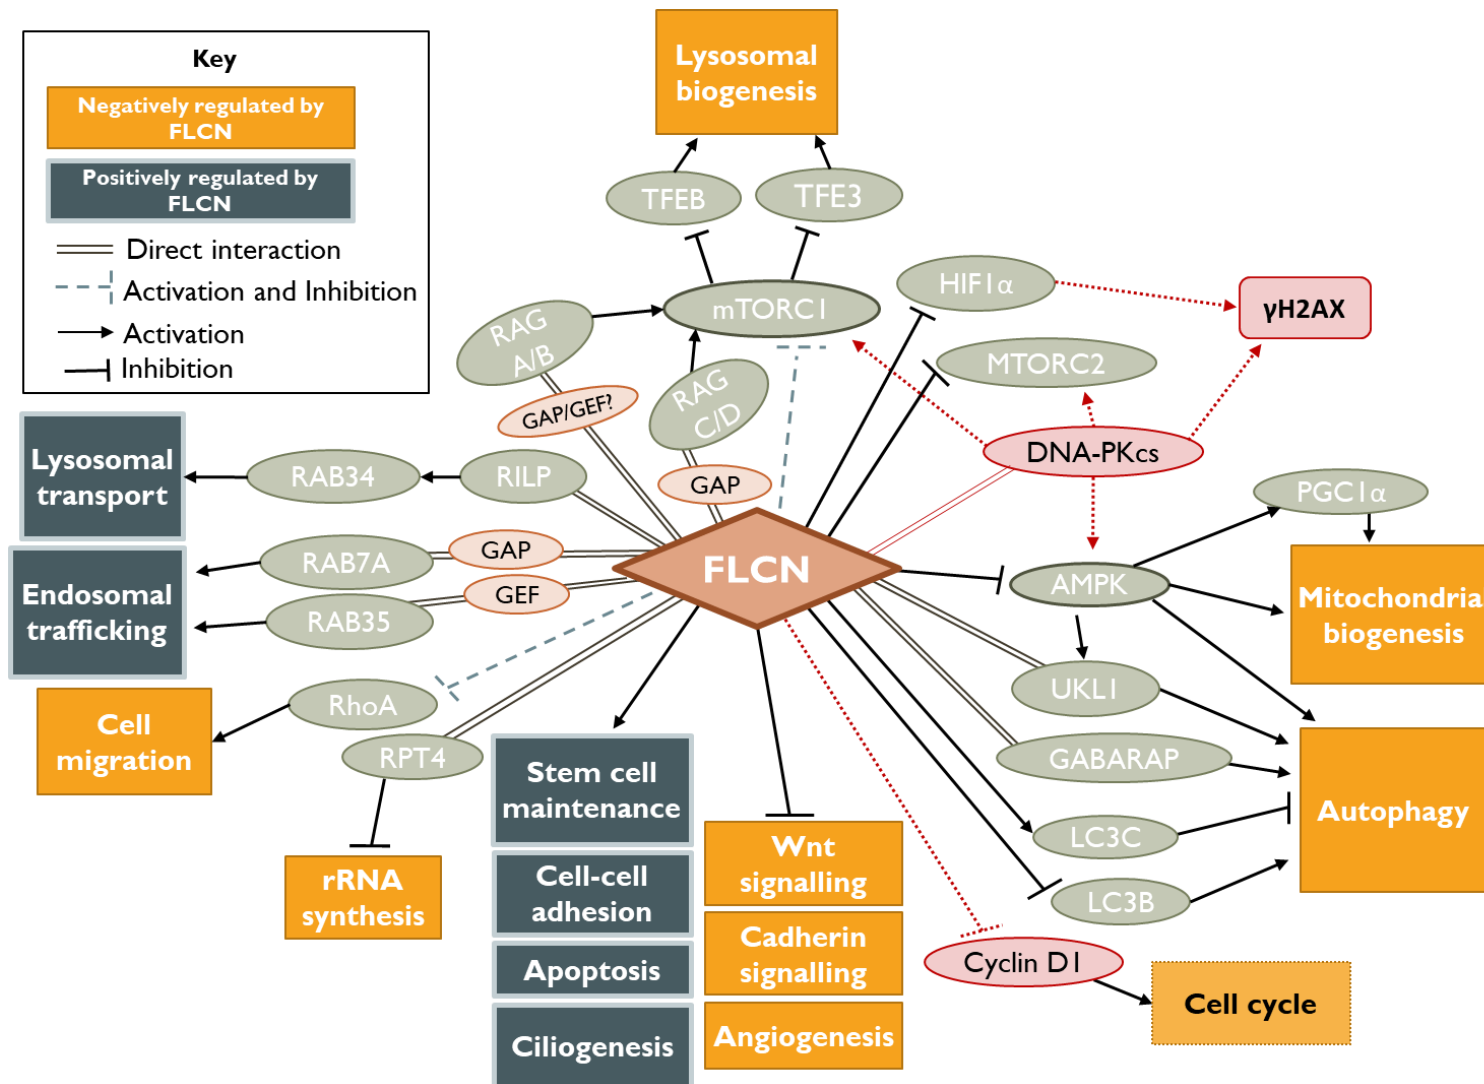 Key
Negatively regulated by
FLCN
Positively regulated by
FLCN
Direct interaction
Activation and Inhibition
Activation
Inhibition
Lysosomal
biogenesis
TFEB
TFE3
mTORC1
HIF1α
γH2AX
MTORC2
RAG
A/B
RAG
C/D
GAP/GEF?
GAP
DNA-PKcs
Lysosomal
transport
RAB34
RILP
PGC1α
Endosomal
trafficking
RAB7A
GAP
RAB35
GEF
FLCN
AMPK
Mitochondria
biogenesis
UKL1
Cell
migration
RhoA
RPT4
GABARAP
Stem cell
maintenance
Autophagy
LC3C
Wnt
signalling
rRNA
synthesis
Cell-cell
adhesion
LC3B
Cadherin
signalling
Cyclin D1
Apoptosis
Cell cycle
Ciliogenesis
Angiogenesis